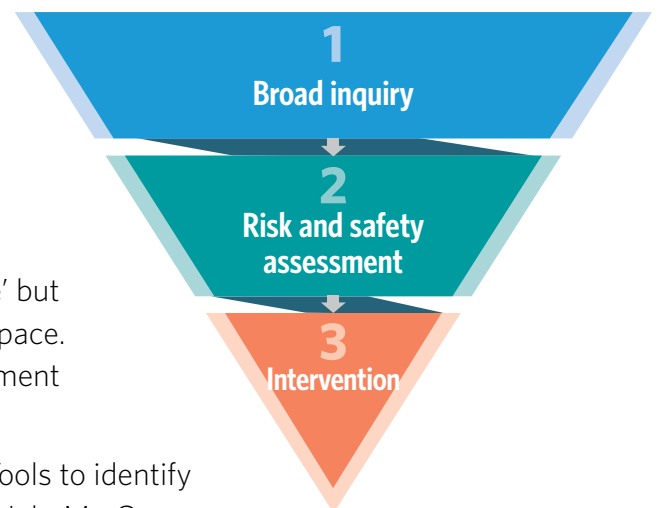 1
Broad inquiry
2
Risk and safety
assessment
3
Intervention
' but
pace.
ment
ools to identify